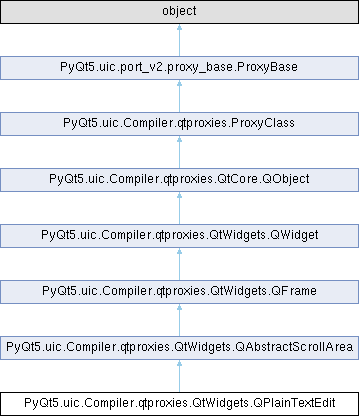 object
PyQt5.uic.port_v2.proxy_base.ProxyBase
PyQt5.uic.Compiler.qtproxies.ProxyClass
PyQt5.uic.Compiler.qtproxies.QtCore.QObject
PyQt5.uic.Compiler.qtproxies.QtWidgets.QWidget
PyQt5.uic.Compiler.qtproxies.QtWidgets.QFrame
PyQt5.uic.Compiler.qtproxies.QtWidgets.QAbstractScrollArea
PyQt5.uic.Compiler.qtproxies.QtWidgets.QPlainTextEdit